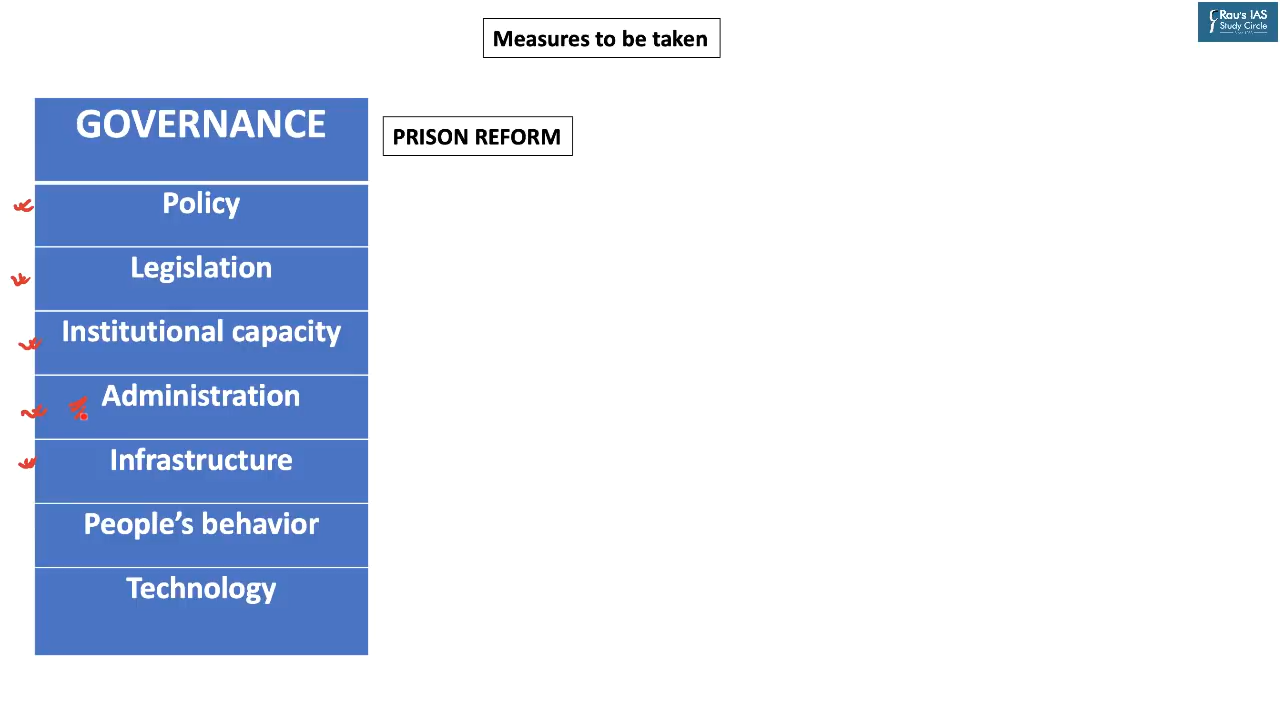 Measures to be taken
Rau's IAS
Study Circle
GOVERNANCE
PRISON REFORM
Policy
Legislation
Institutional capacity
Administration
Infrastructure
People’s behavior
Technology